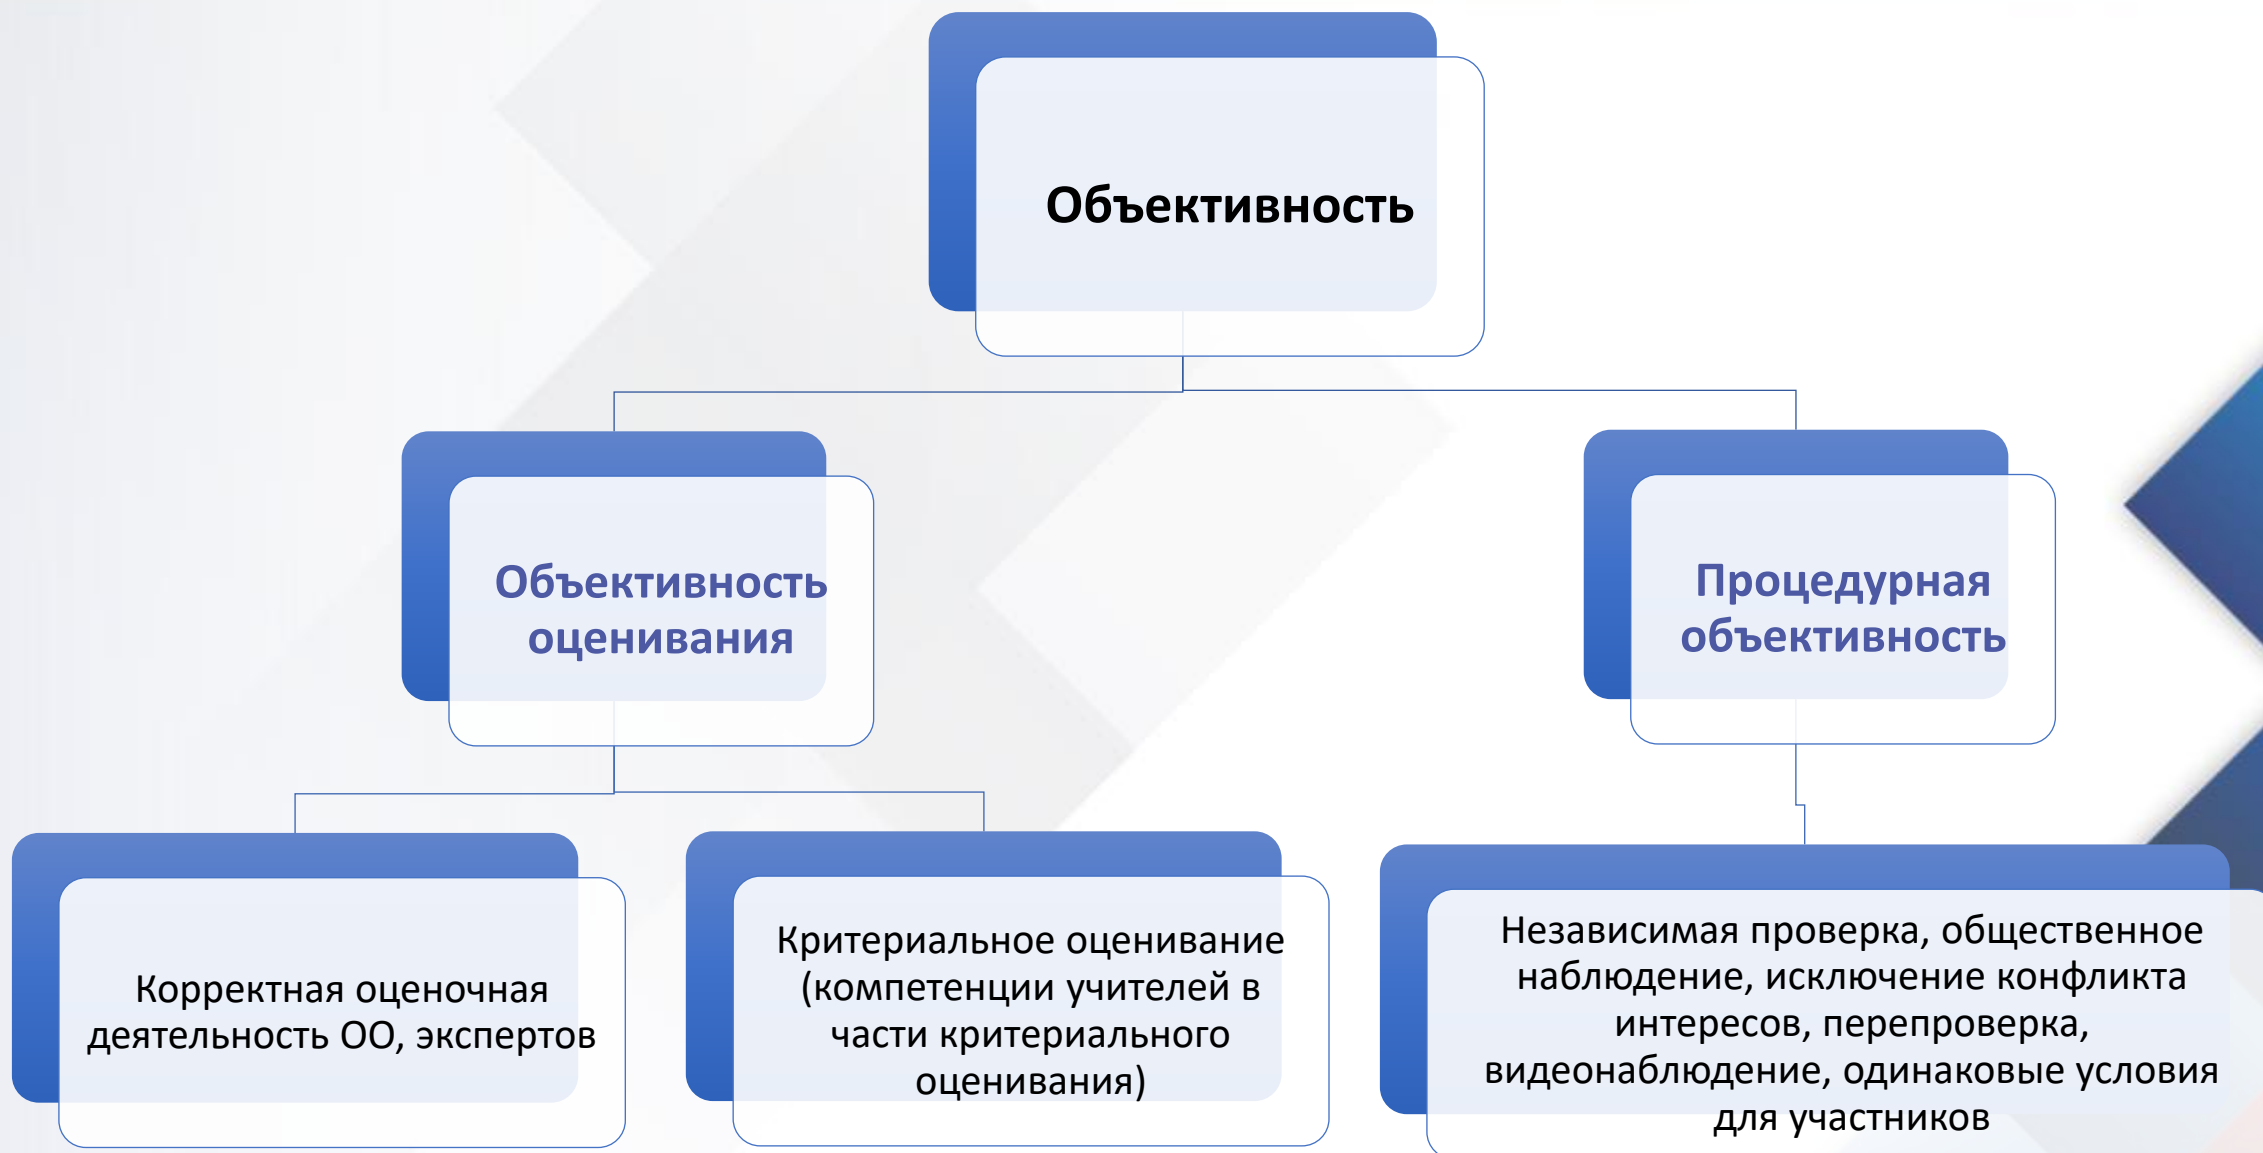 Объективность
Объективность
оценивания
Процедурная
объективность
Корректная оценочная
деятельность ОО, экспертов
Критериальное оценивание
(компетенции учителей в
части критериального
оценивания)
Независимая проверка, общественное
наблюдение, исключение конфликта
интересов, перепроверка,
видеонаблюдение, одинаковые условия
для участников